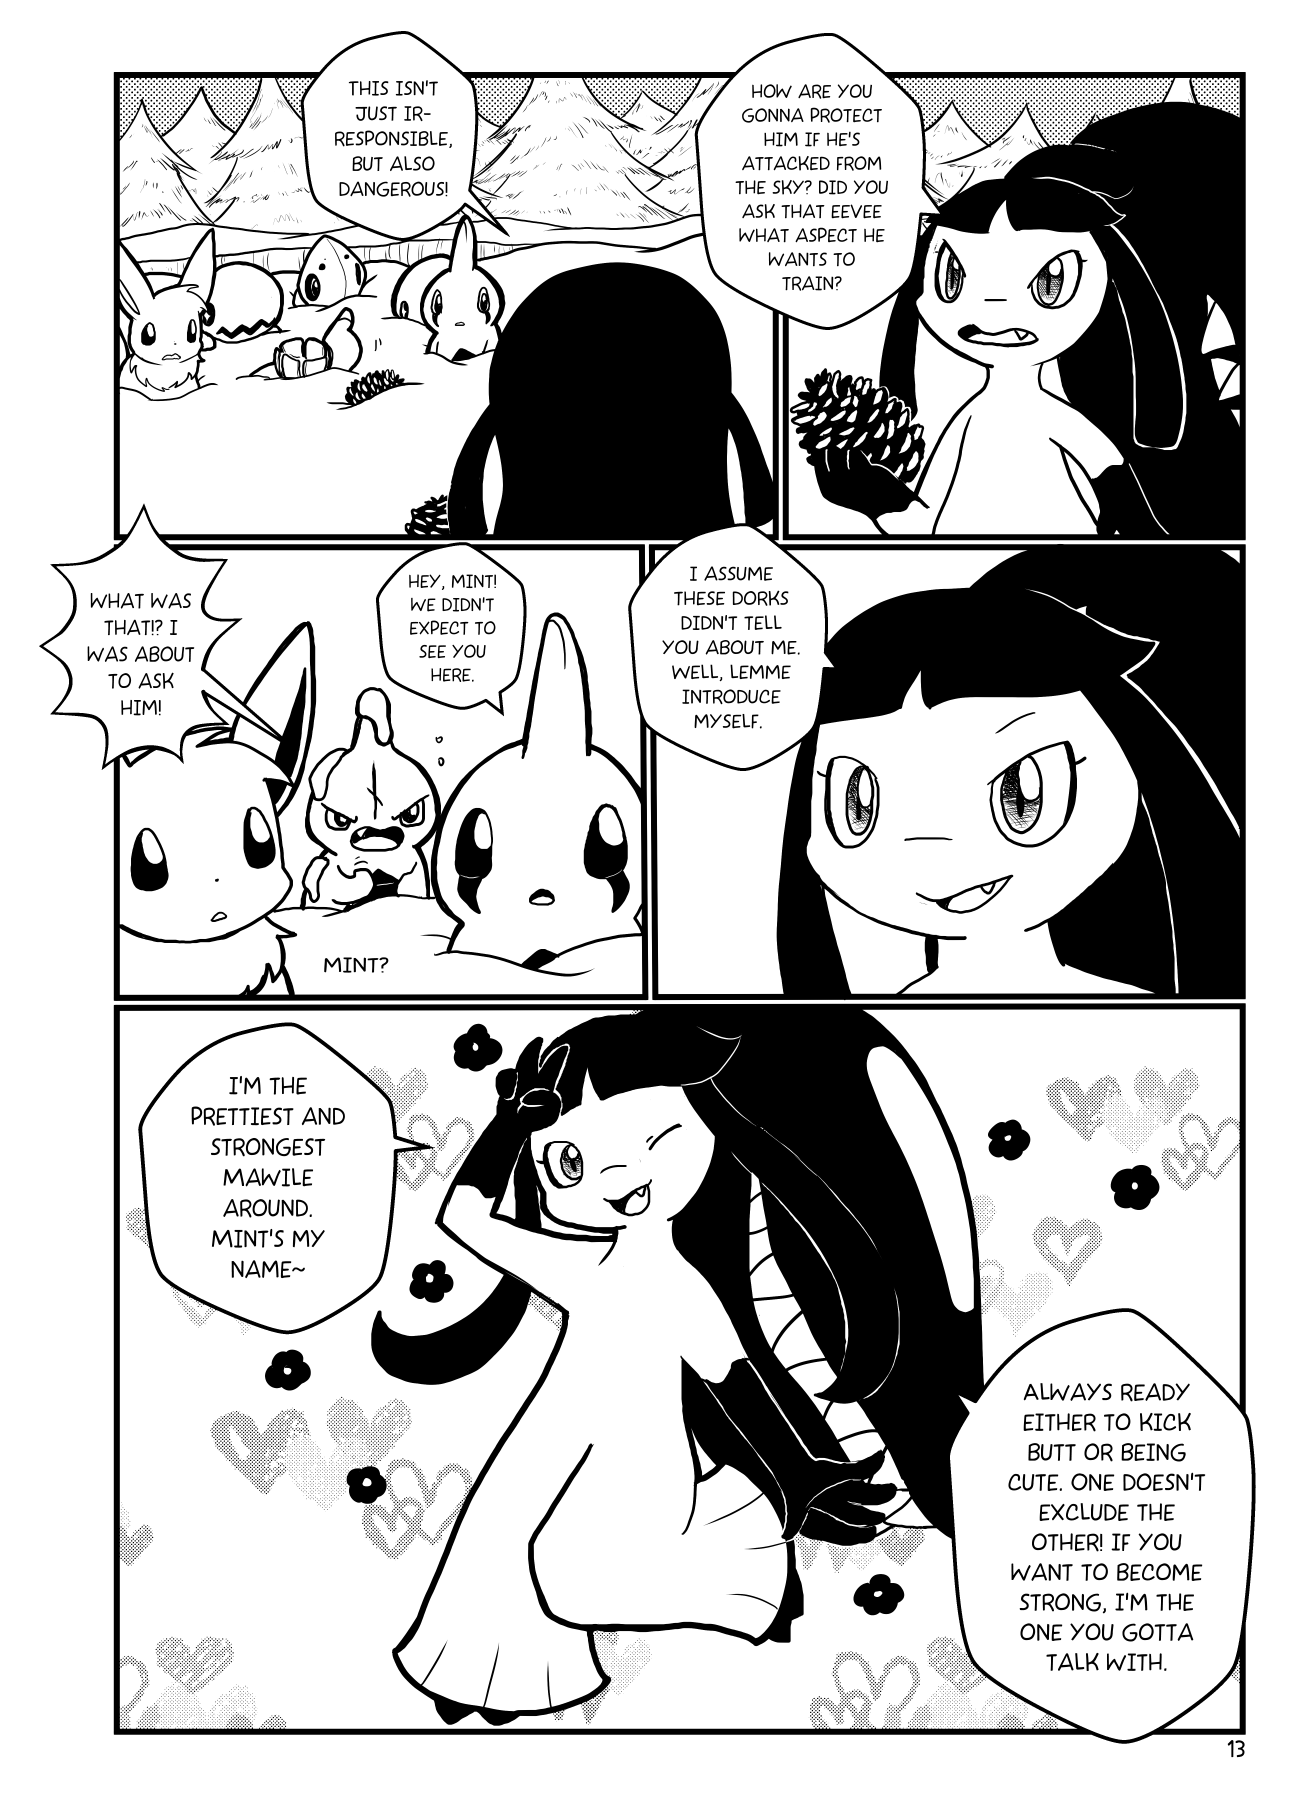 THIS ISN'T
JUST IR-
RESPONSIBLE,
BUT ALSO
DANGEROUS!
HOW ARE YOU
GONNA PROTECT
HIM IF HE'S
ATTACKED FROM
THE SKY? DID YOU
ASK THAT EEVEE
WHAT ASPECT HE
WANTS TO
TRAIN?
WHAT WAS
THAT!? I
WAS ABOUT
TO ASK
HIM!
HEY, MINT!
WE DIDN'T
EXPECT TO
SEE YOU
HERE.
MINT?
I ASSUME
THESE DORKS
DIDN'T TELL
YOU ABOUT ME.
WELL, LEMME
INTRODUCE
MYSELF.
I'M THE
PRETTIEST AND
STRONGEST
MAWILE
AROUND.
MINT'S MY
NAME~
ALWAYS READY
EITHER TO KICK
BUTT OR BEING
CUTE. ONE DOESN'T
EXCLUDE THE
OTHER! IF YOU
WANT TO BECOME
STRONG, I'M THE
ONE YOU GOTTA
TALK WITH.
13